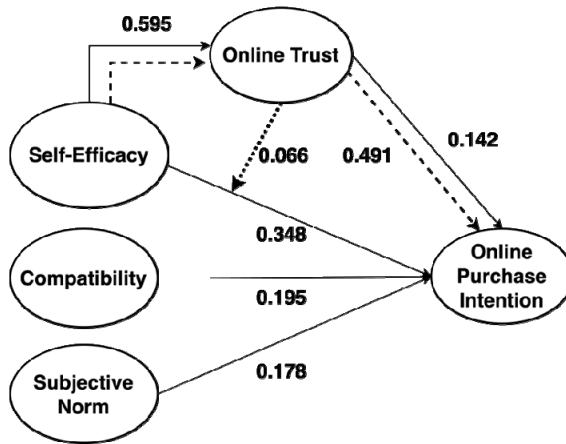 0.595
Online Trust
Self-Efficacy
0.066
0.491
0.142
0.348
Compatibility
0.195
Online
Purchase
Intention
Subjective
Norm
0.178